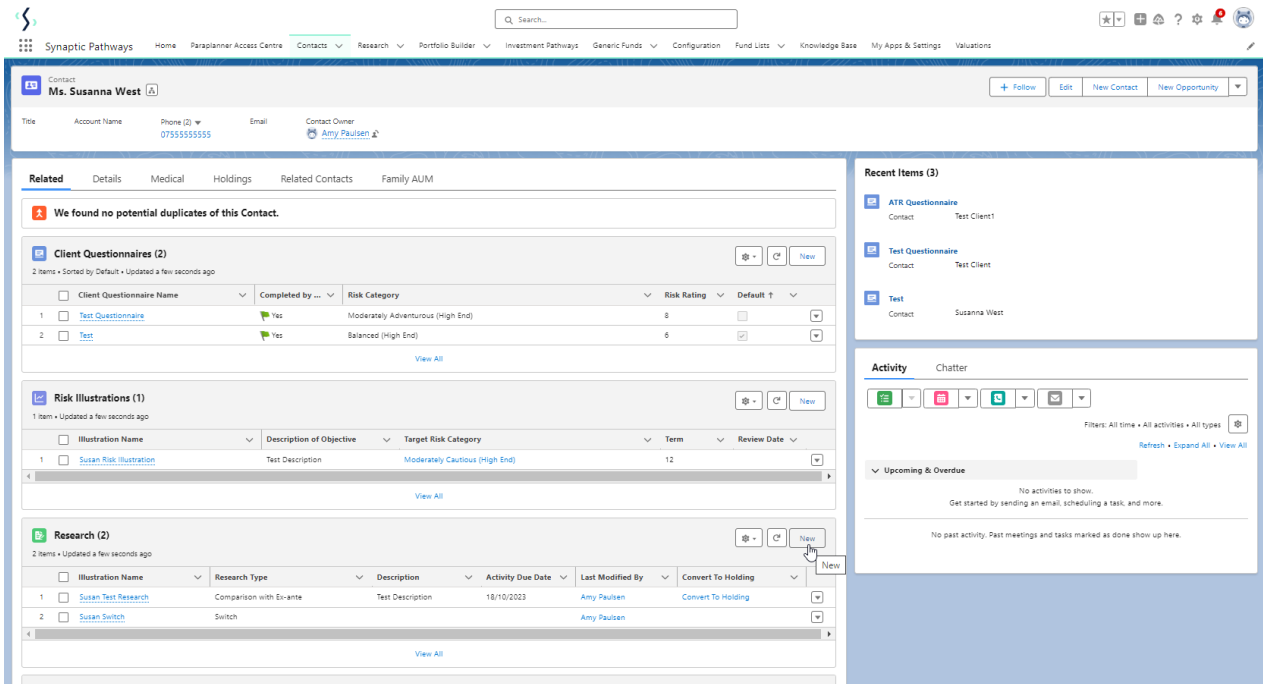 Search...
6
Synaptic Pathways Home Paraplanner Access Centre Contacts Research Portfolio Builder Investment Pathways Generic Funds Configuration Fund Lists Knowledge Base My Apps & Settings Valuations
Contact
Ms. Susanna West
+ Follow Edit New Contact New Opportunity
Title Account Name Phone (2) Email Contact Owner
07555555555 Amy Paulsen
Related Details Medical Holdings Related Contacts Family AUM
We found no potential duplicates of this Contact.
Client Questionnaires (2)
New
2 items • Sorted by Default • Updated a few seconds ago
Client Questionnaire Name Completed by ... Risk Category Risk Rating Default ↑
1 Test Questionnaire Yes Moderately Adventurous (High End) 8
2 Test Yes Balanced (High End) 6
View All
Risk Illustrations (1)
New
1 item • Updated a few seconds ago
Illustration Name Description of Objective Target Risk Category Term Review Date
1 Susan Risk Illustration Test Description Moderately Cautious (High End) 12
View All
Research (2)
New
2 items • Updated a few seconds ago
New
Illustration Name Research Type Description Activity Due Date Last Modified By Convert To Holding
1 Susan Test Research Comparison with Ex-ante Test Description 18/10/2023 Amy Paulsen Convert To Holding
2 Susan Switch Switch Amy Paulsen
View All
Recent Items (3)
ATR Questionnaire
Contact Test Client1
Test Questionnaire
Contact Test Client
Test
Contact Susanna West
Activity Chatter
Filters: All time • All activities • All types
Refresh • Expand All • View All
Upcoming & Overdue
No activities to show.
Get started by sending an email, scheduling a task, and more.
No past activity. Past meetings and tasks marked as done show up here.